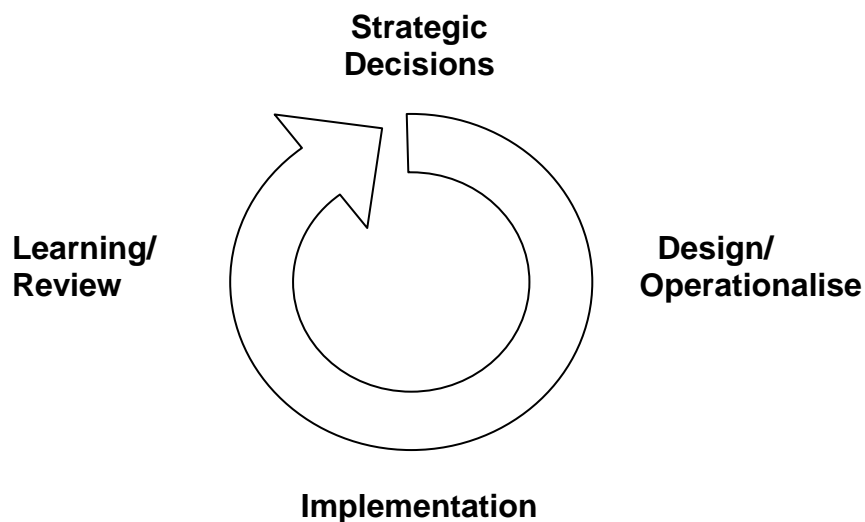 Strategic
Decisions
Learning/
Review
Design/
Operationalise
Implementation